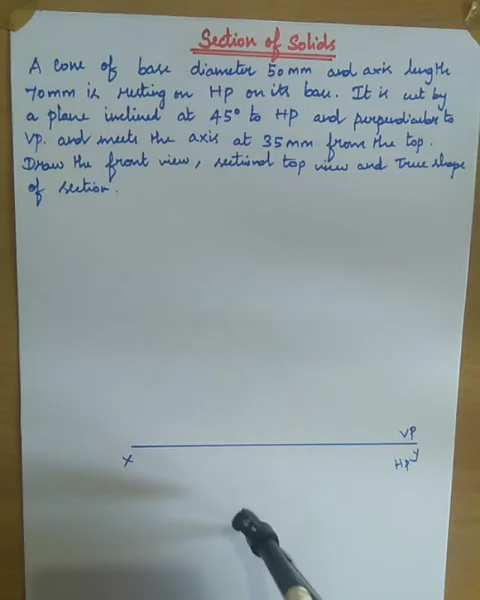 Section of Solids
A cone of base diameter 50mm and axis length
70mm is resting on HP on its base. It is cut by
a plane inclined at 45° to HP and perpendicular to
VP. and meets the axis at 35mm from the top.
Draw the front view, sectional top view and True shape
of section.
VP
X Y
HP